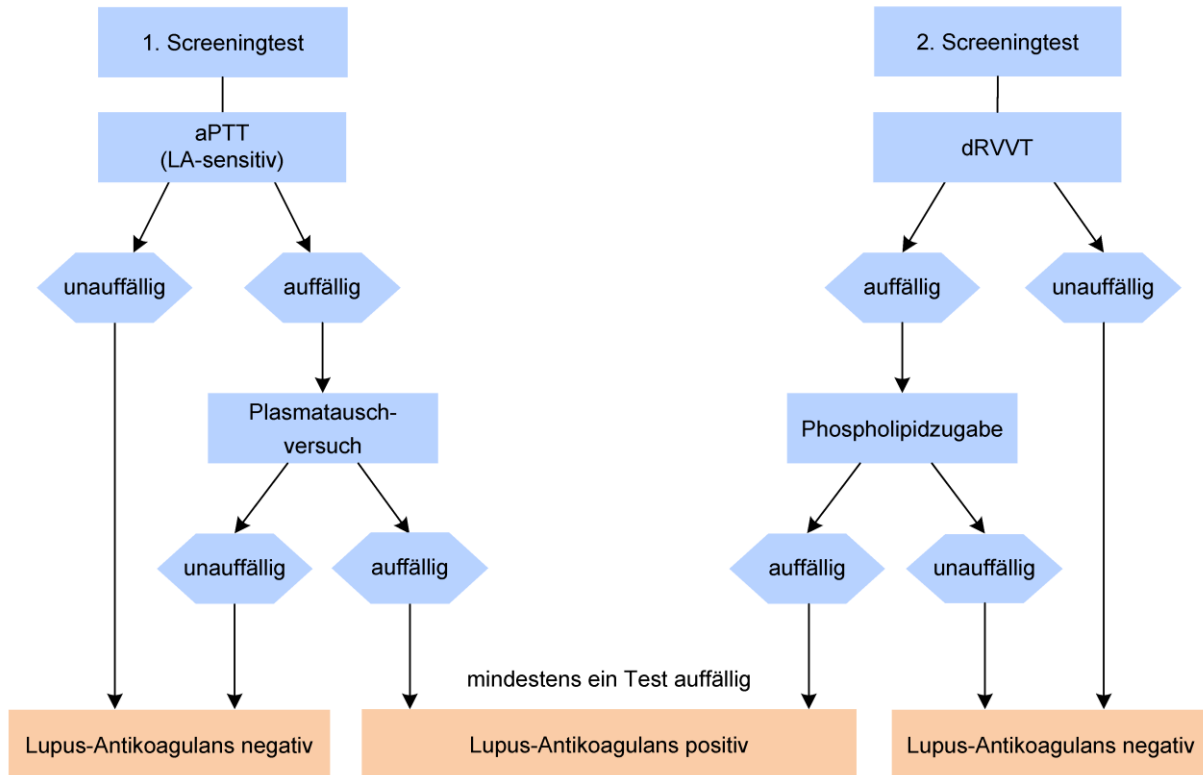 1. Screeningtest
2. Screeningtest
aPTT
(LA-sensitiv)
dRVVT
unauffällig
auffällig
auffällig
unauffällig
Plasmatausch-
versuch
Phospholipidzugabe
unauffällig
auffällig
auffällig
unauffällig
mindestens ein Test auffällig
Lupus-Antikoagulans negativ
Lupus-Antikoagulans positiv
Lupus-Antikoagulans negativ